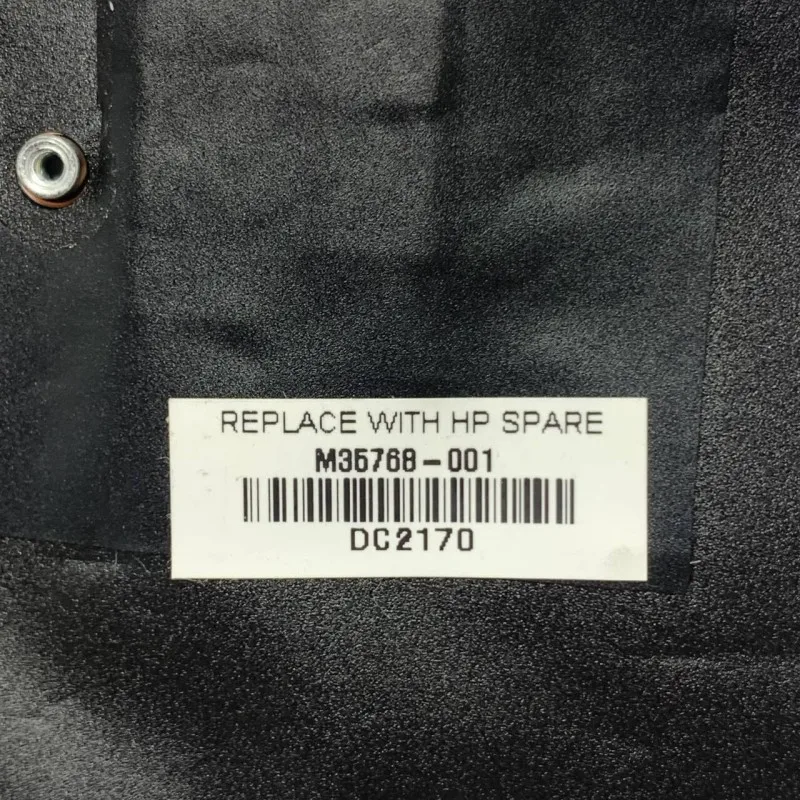 REPLACE WITH HP SPARE
M35768-001
DC2170